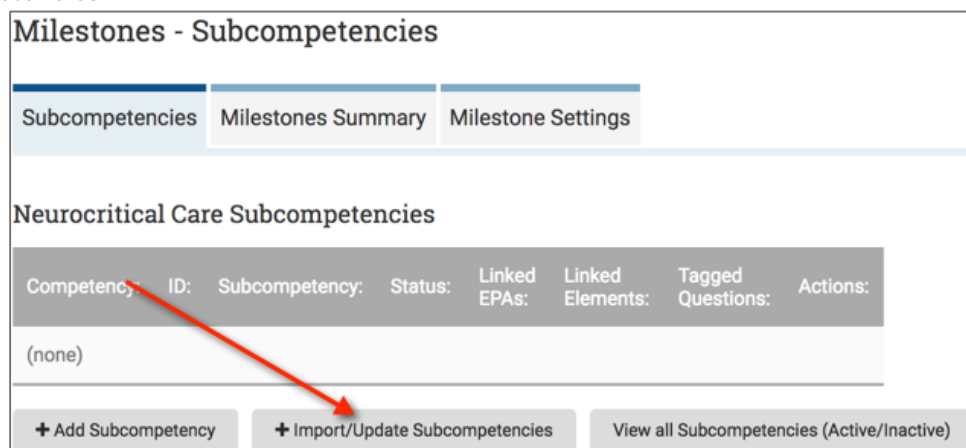 Milestones - Subcompetencies
Subcompetencies Milestones Summary Milestone Settings
Neurocritical Care Subcompetencies
Competency: ID: Subcompetency: Status: Linked EPAs: Linked Elements: Tagged Questions: Actions:
(none)
+ Add Subcompetency + Import/Update Subcompetencies View all Subcompetencies (Active/Inactive)